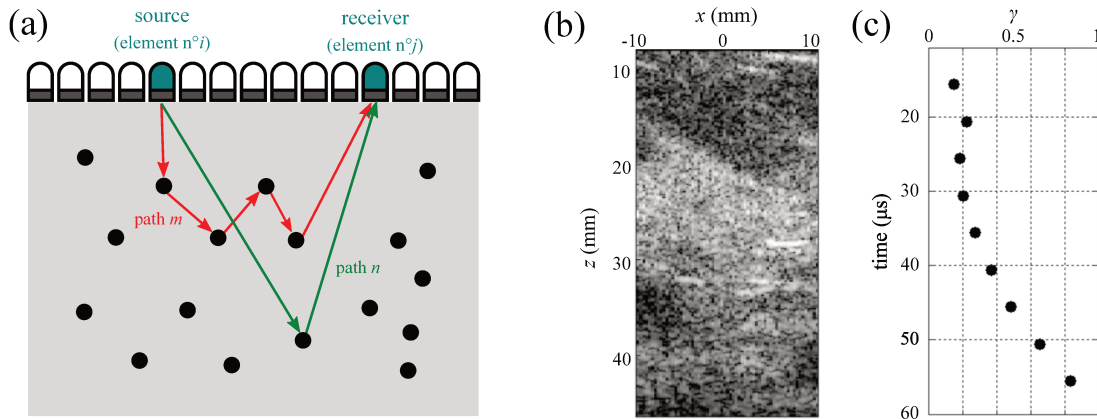 (a)
source
(element n°i)
receiver
(element n°j)
path m
path n
(b)
x (mm)
-10 0 10
10
20
30
40
z (mm)
(c)
γ
0 0.5 1
20
30
40
50
60
time (µs)